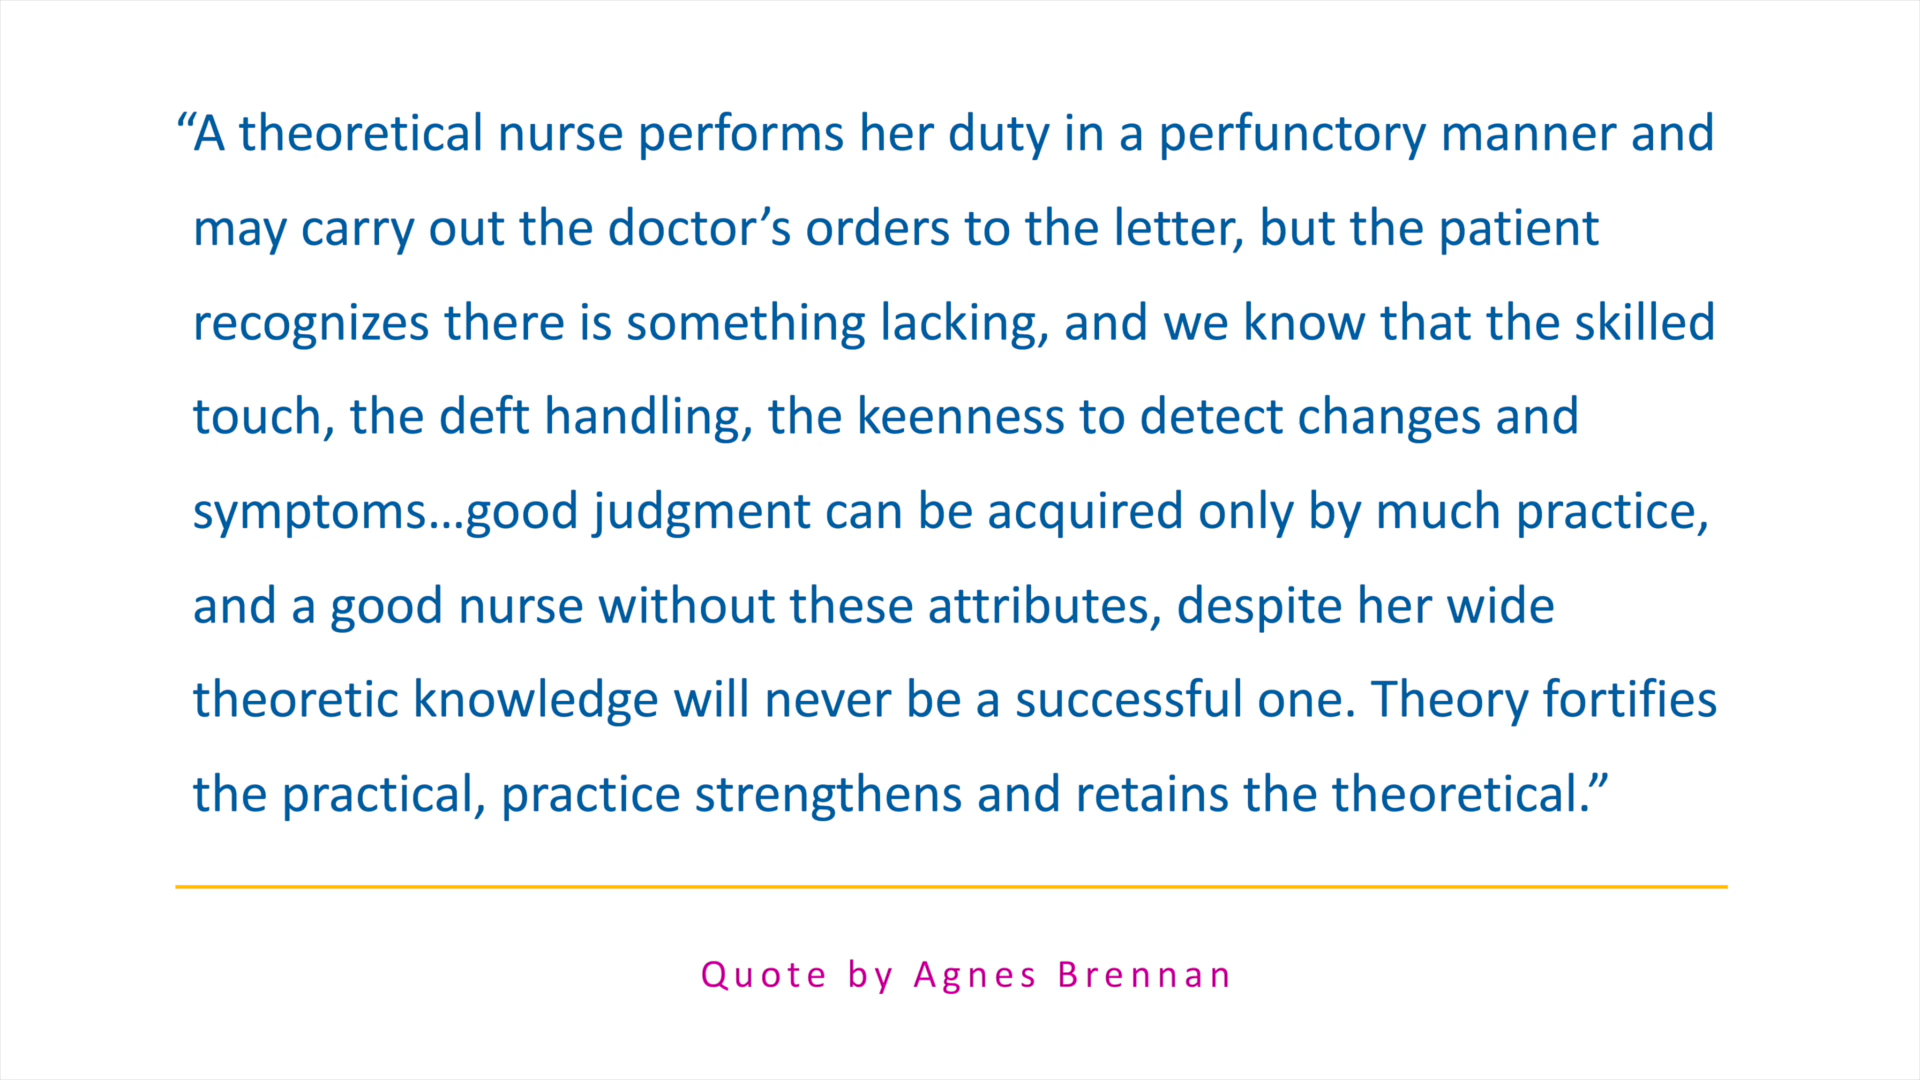 “A theoretical nurse performs her duty in a perfunctory manner and
may carry out the doctor’s orders to the letter, but the patient
recognizes there is something lacking, and we know that the skilled
touch, the deft handling, the keenness to detect changes and
symptoms…good judgment can be acquired only by much practice,
and a good nurse without these attributes, despite her wide
theoretic knowledge will never be a successful one. Theory fortifies
the practical, practice strengthens and retains the theoretical.”
Quote by Agnes Brennan